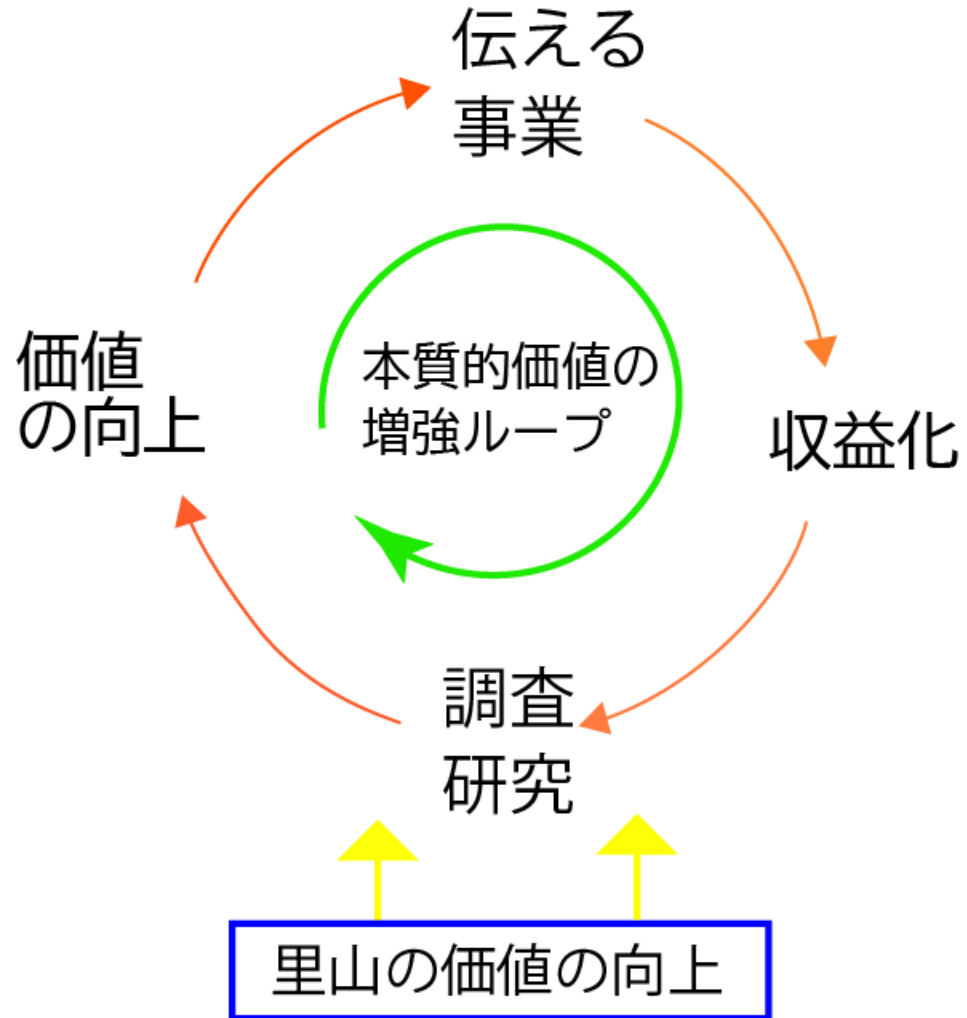 伝える
事業
価値
の向上
本質的価値の
増強ループ
収益化
調査
研究
里山の価値の向上